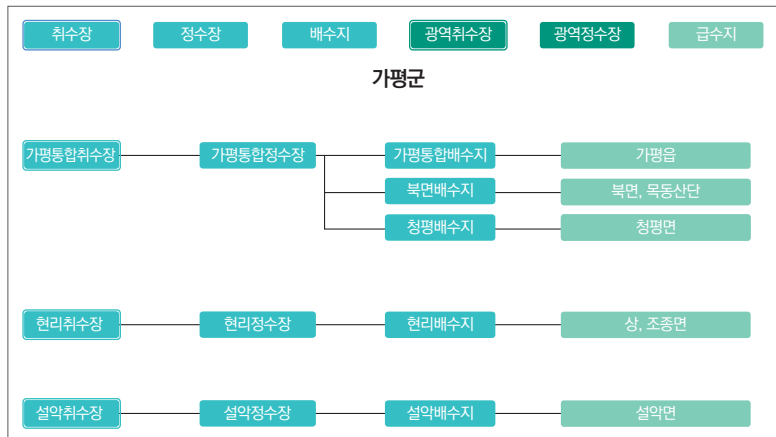 취수장 정수장 배수지 광역취수장 광역정수장 급수지
가평군
가평통합취수장 가평통합정수장 가평통합배수지 가평읍
북면배수지 북면, 목동산단
청평배수지 청평면
현리취수장 현리정수장 현리배수지 상, 조종면
설악취수장 설악정수장 설악배수지 설악면